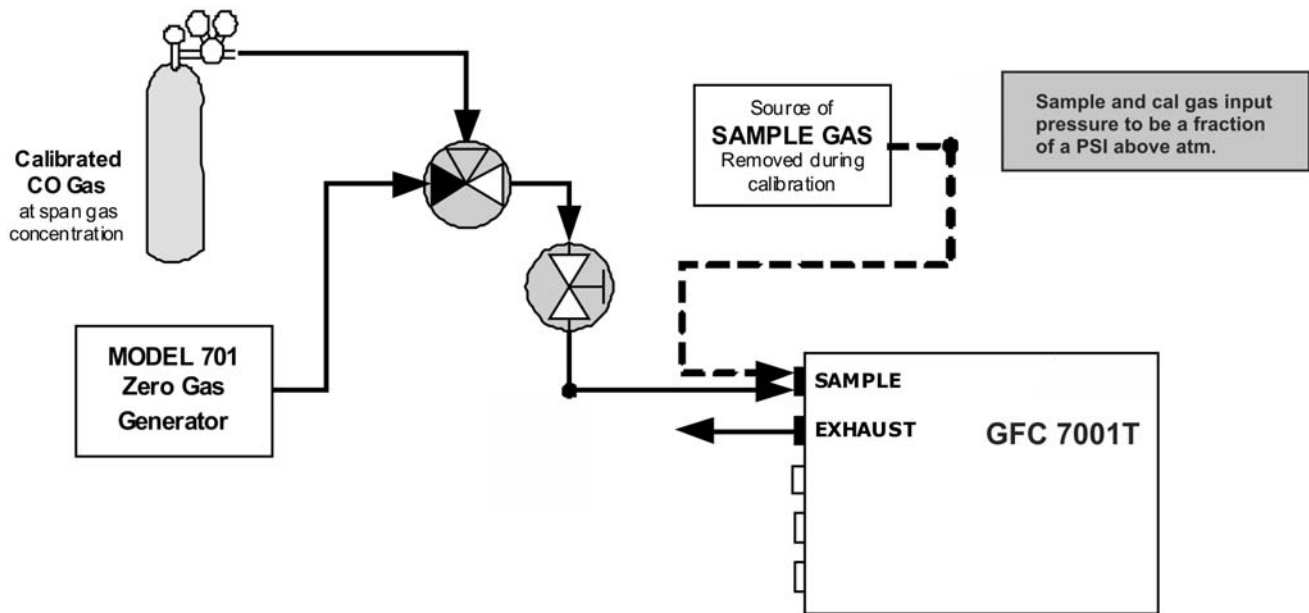 Calibrated
CO Gas
at span gas
concentration
MODEL 701
Zero Gas
Generator
Source of
SAMPLE GAS
Removed during
calibration
Sample and cal gas input
pressure to be a fraction
of a PSI above atm.
SAMPLE
EXHAUST
GFC 7001T